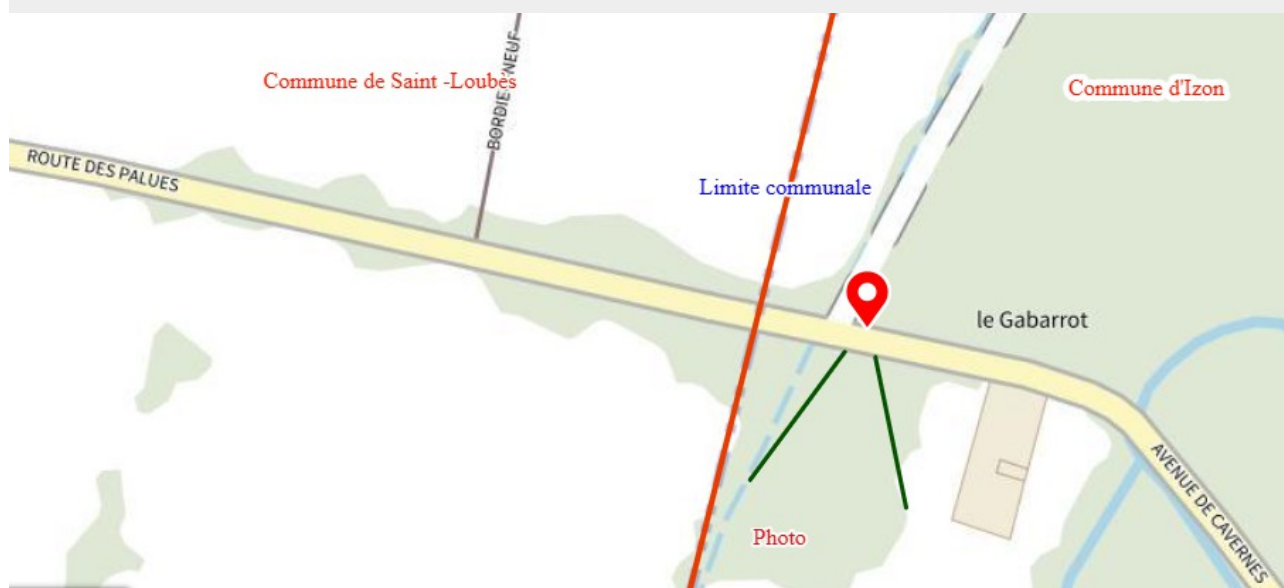 Commune de Saint -Loubès
Commune d'Izon
BORDIE NEUF
ROUTE DES PALUES
Limite communale
le Gabarrot
AVENUE DE CAVERNES
Photo